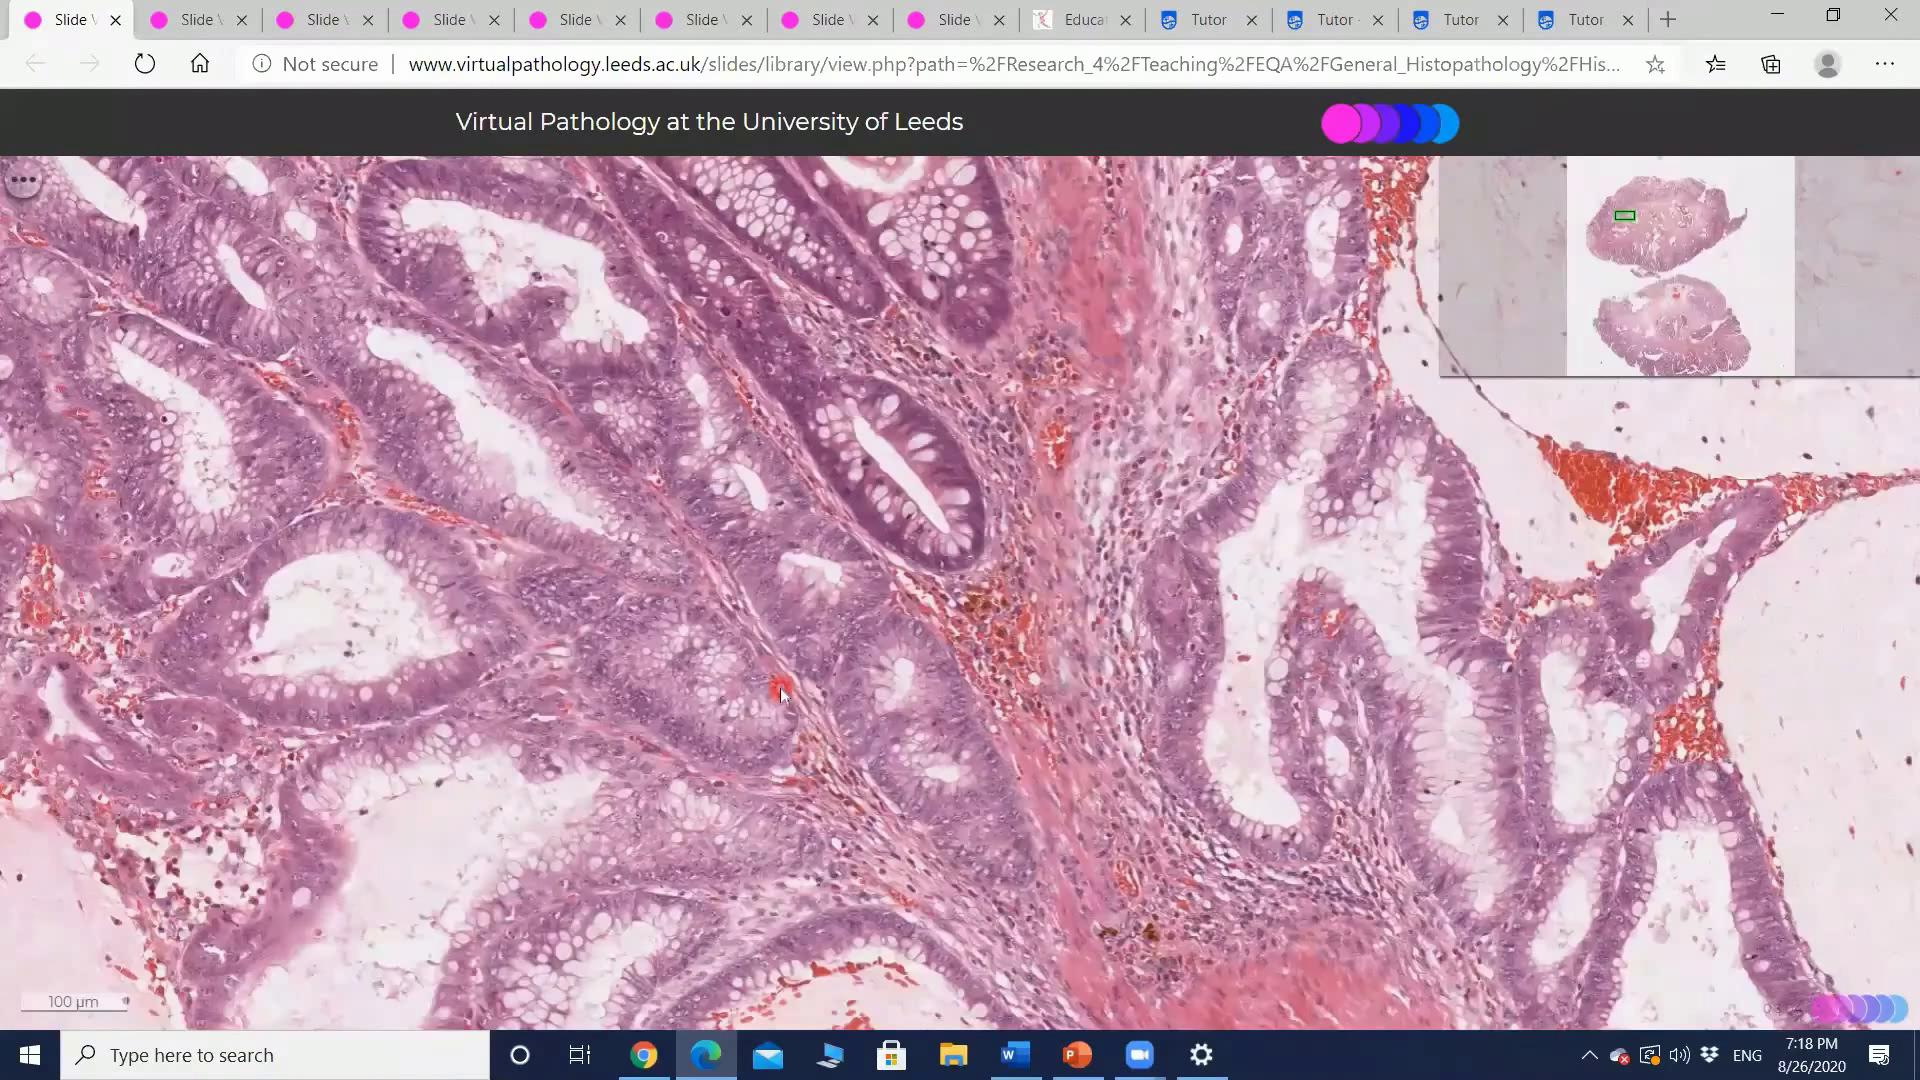 Slide V Slide V Slide V Slide V Slide V Slide V Slide V Slide V Educat Tutor Tutor - Tutor Tutor
Not secure www.virtualpathology.leeds.ac.uk/slides/library/view.php?path=%2FResearch_4%2FTeaching%2FEQA%2FGeneral_Histopathology%2FHis...
Virtual Pathology at the University of Leeds
100 µm
Type here to search
ENG
7:18 PM
8/26/2020